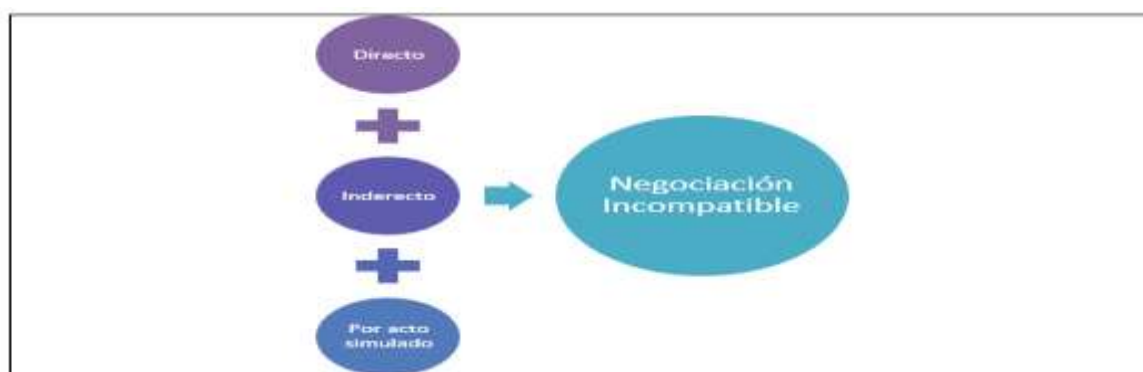 Directo
Inderecto
Negociación
Incompatible
Por acto
simulado